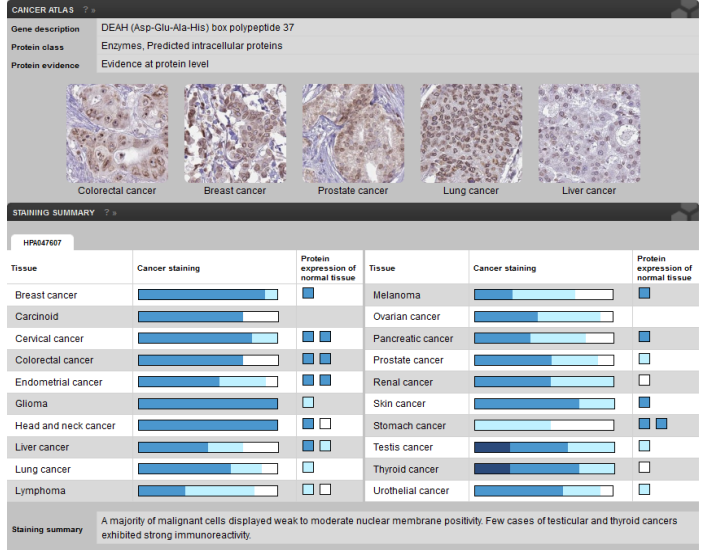 CANCER ATLAS ? »
Gene description DEAH (Asp-Glu-Ala-His) box polypeptide 37
Protein class Enzymes, Predicted intracellular proteins
Protein evidence Evidence at protein level
Colorectal cancer Breast cancer Prostate cancer Lung cancer Liver cancer
STAINING SUMMARY ? »
HPA047607
Tissue Cancer staining Protein expression of normal tissue
Breast cancer
Carcinoid
Cervical cancer
Colorectal cancer
Endometrial cancer
Glioma
Head and neck cancer
Liver cancer
Lung cancer
Lymphoma
Tissue Cancer staining Protein expression of normal tissue
Melanoma
Ovarian cancer
Pancreatic cancer
Prostate cancer
Renal cancer
Skin cancer
Stomach cancer
Testis cancer
Thyroid cancer
Urothelial cancer
Staining summary
A majority of malignant cells displayed weak to moderate nuclear membrane positivity. Few cases of testicular and thyroid cancers
exhibited strong immunoreactivity.